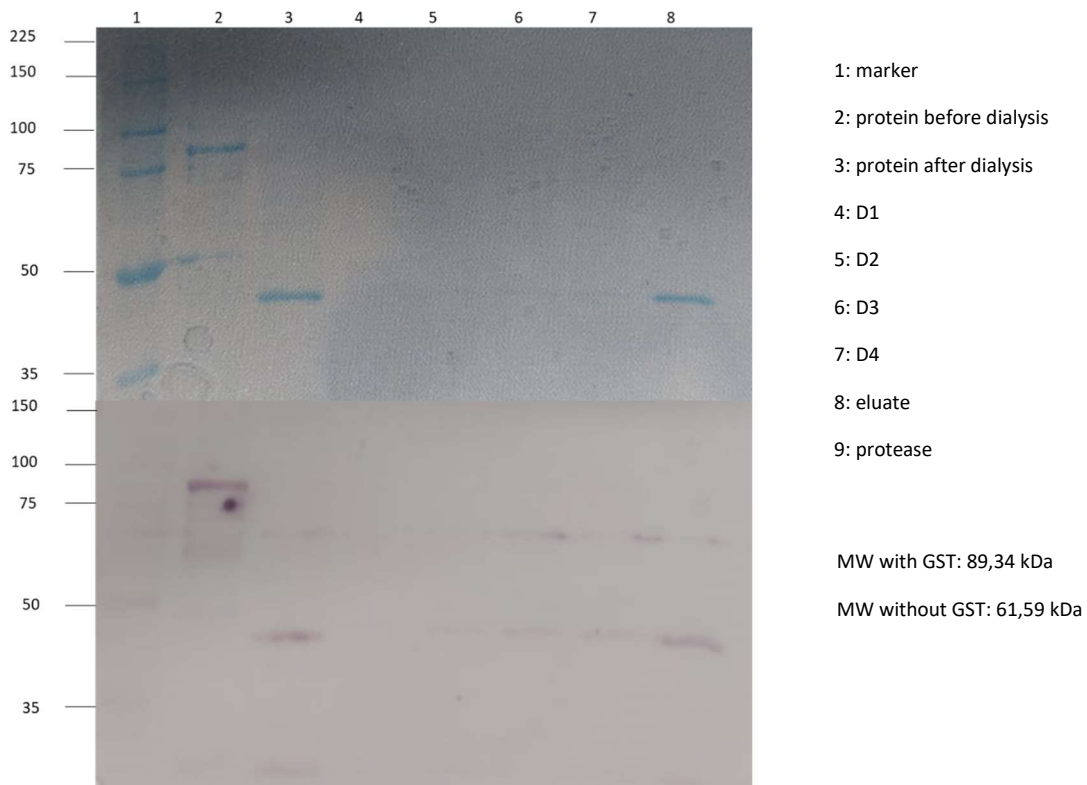 1 2 3 4 5 6 7 8
225
150
100
75
50
35
150
100
75
50
35
1: marker
2: protein before dialysis
3: protein after dialysis
4: D1
5: D2
6: D3
7: D4
8: eluate
9: protease
MW with GST: 89,34 kDa
MW without GST: 61,59 kDa